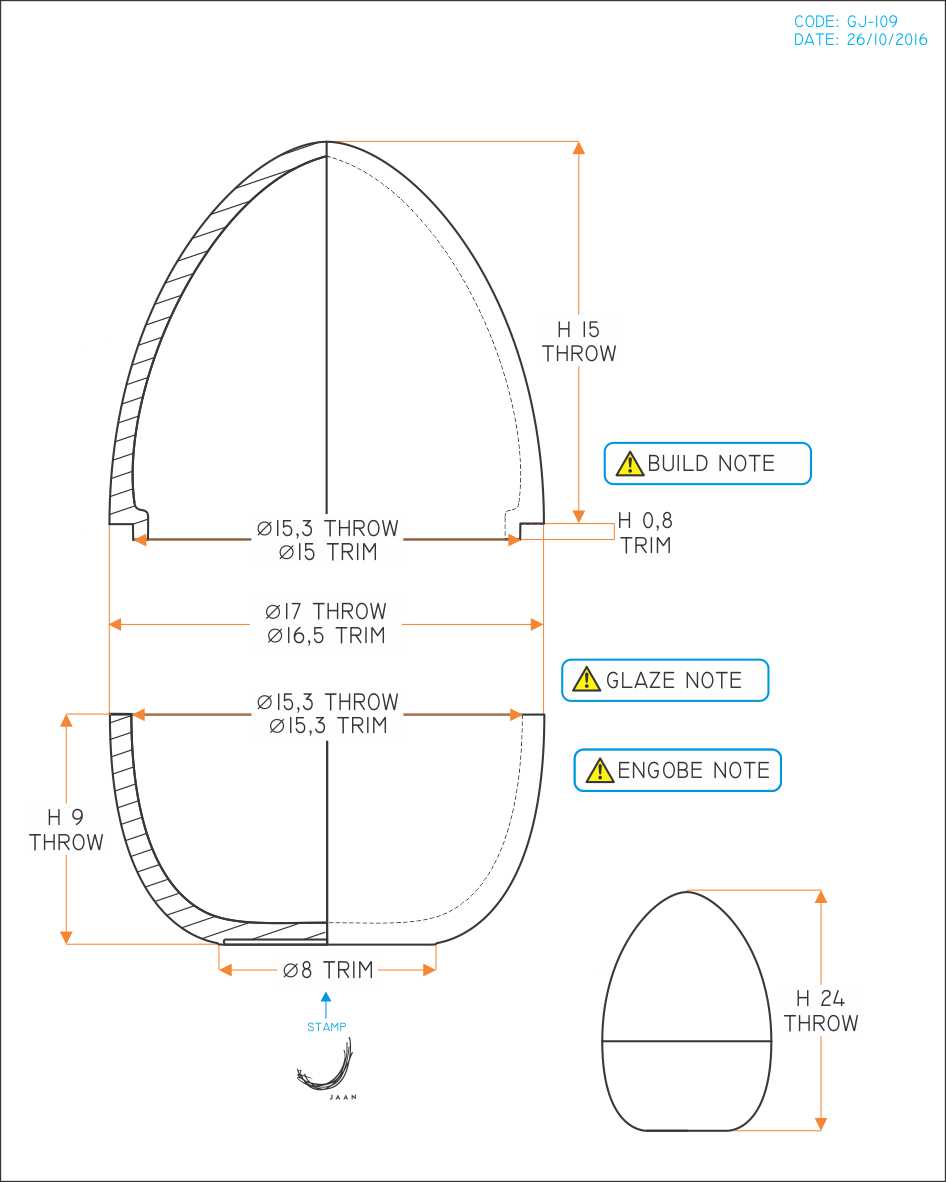 CODE: GJ-109
DATE: 26/10/2016
H 15
THROW
BUILD NOTE
Ø15,3 THROW
Ø15 TRIM
H 0,8
TRIM
Ø17 THROW
Ø16,5 TRIM
GLAZE NOTE
Ø15,3 THROW
Ø15,3 TRIM
ENGOBE NOTE
H 9
THROW
Ø8 TRIM
H 24
THROW
STAMP
JAAN